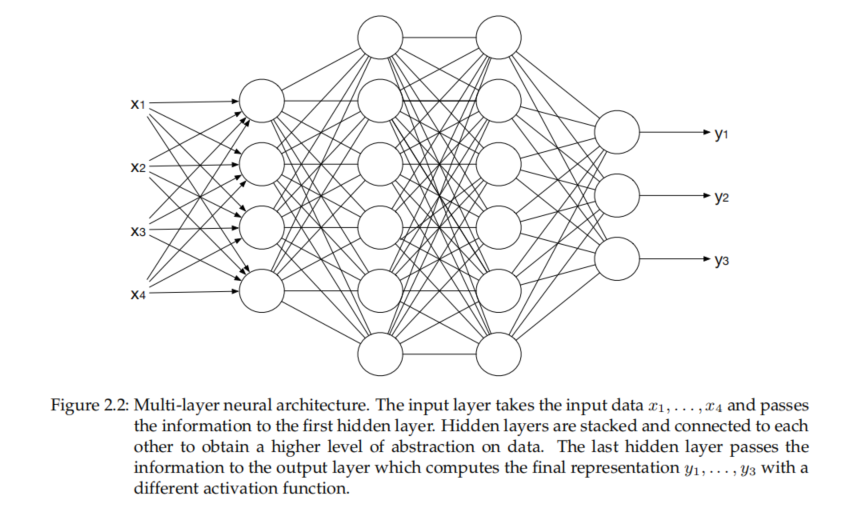 x1
x2
x3
x4
y1
y2
y3
Figure 2.2: Multi-layer neural architecture. The input layer takes the input data x1, . . . , x4 and passes
the information to the first hidden layer. Hidden layers are stacked and connected to each
other to obtain a higher level of abstraction on data. The last hidden layer passes the
information to the output layer which computes the final representation y1, . . . , y3 with a
different activation function.